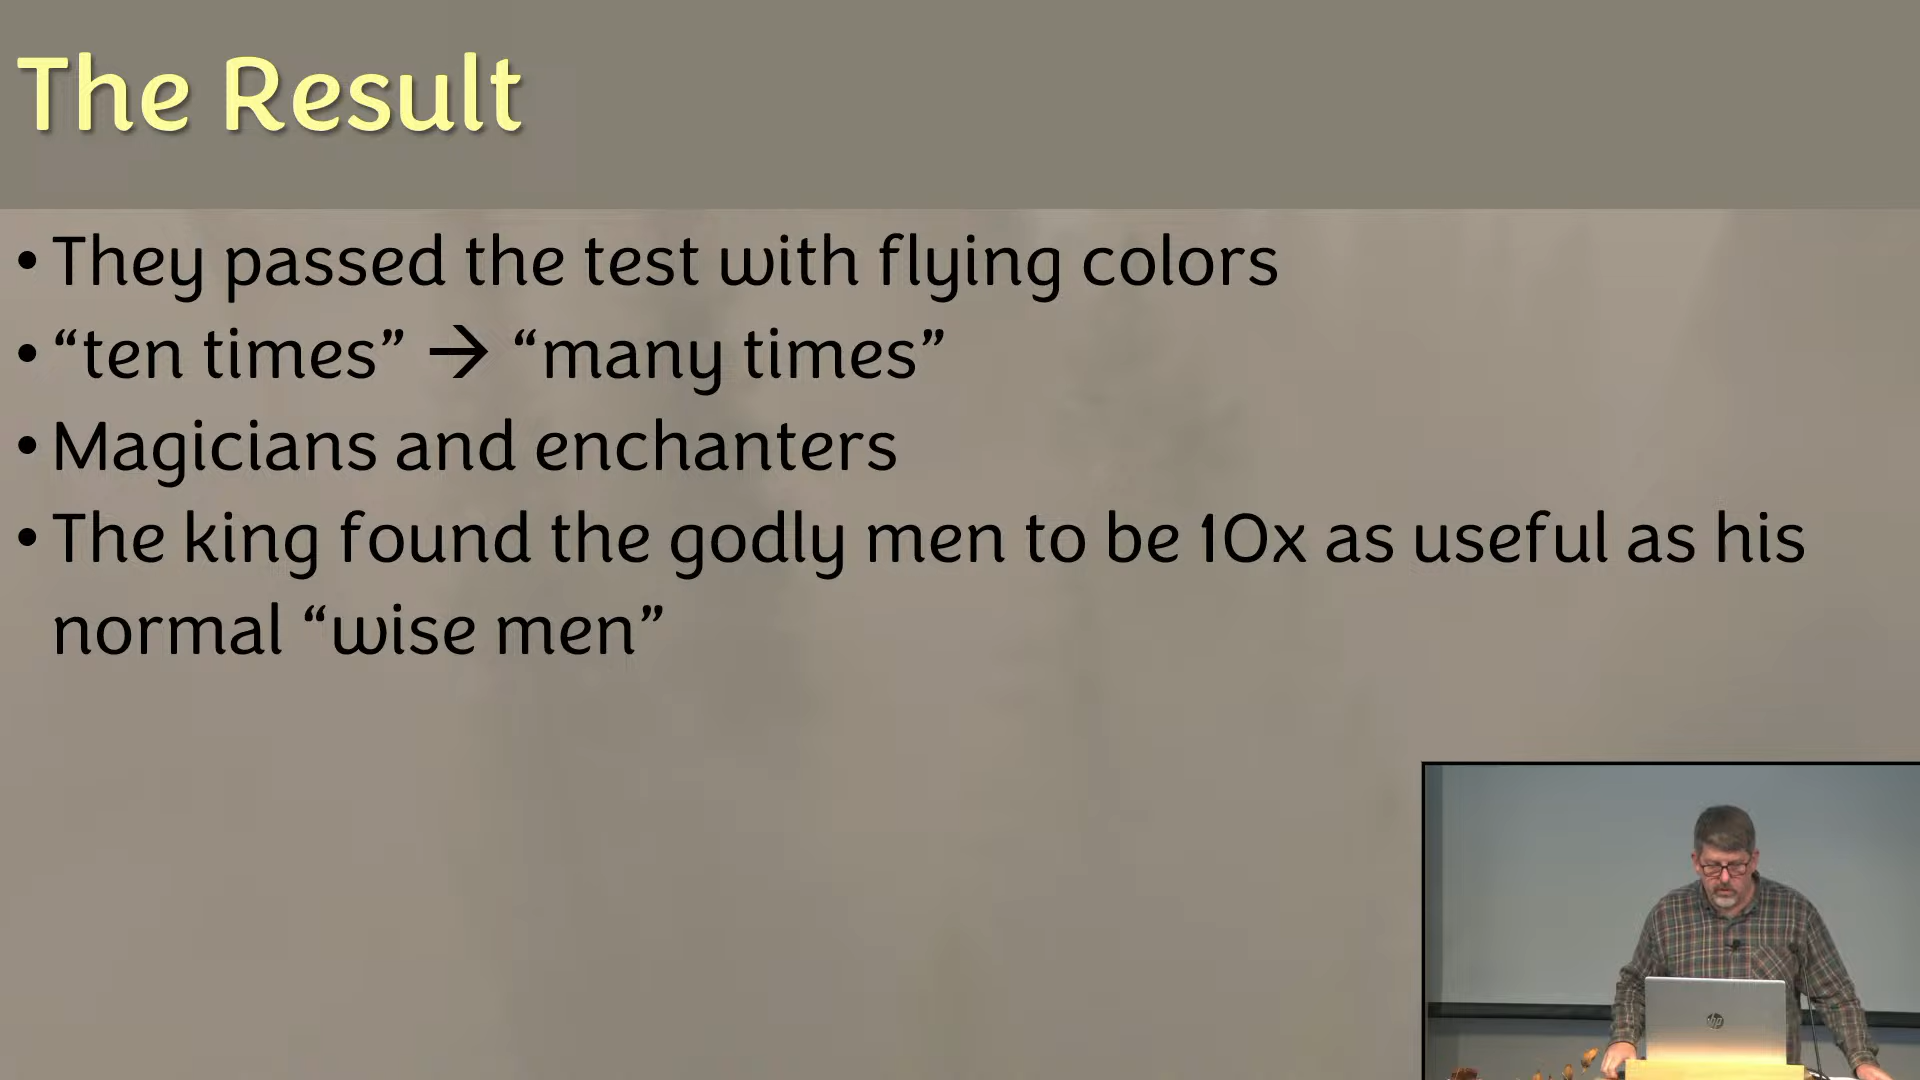 The Result
• They passed the test with flying colors
• “ten times” → “many times”
• Magicians and enchanters
• The king found the godly men to be 10x as useful as his
normal “wise men”
hp